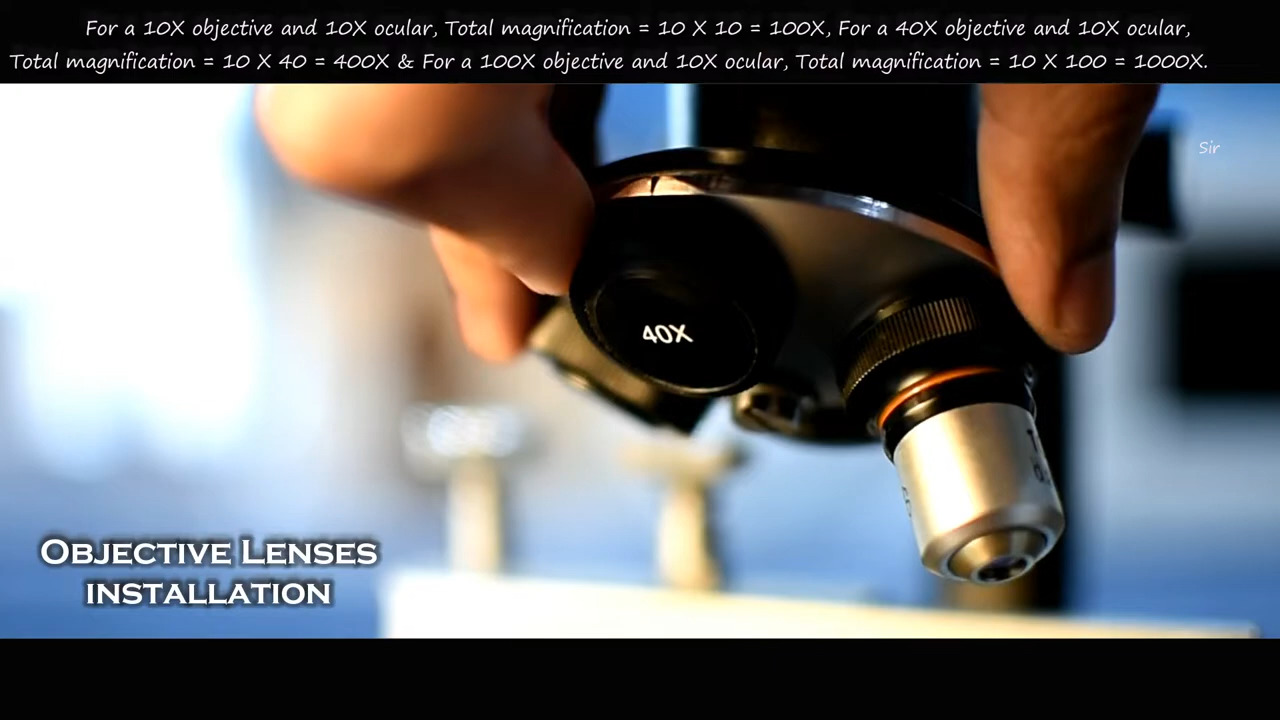 For a 10X objective and 10X ocular, Total magnification = 10 X 10 = 100X, For a 40X objective and 10X ocular,
Total magnification = 10 X 40 = 400X & For a 100X objective and 10X ocular, Total magnification = 10 X 100 = 1000X.
Sir
40X
OBJECTIVE LENSES
INSTALLATION